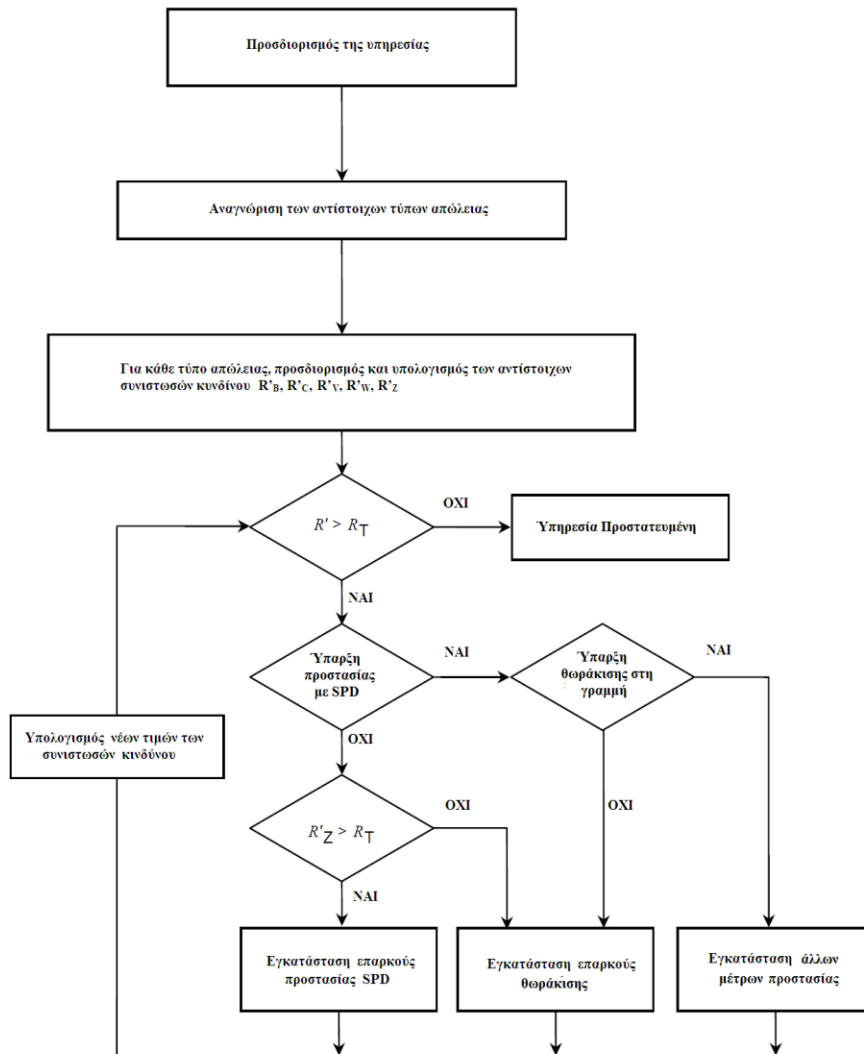 Προσδιορισμός της υπηρεσίας
Αναγνώριση των αντίστοιχων τύπων απώλειας
Για κάθε τύπο απώλειας, προσδιορισμός και υπολογισμός των αντίστοιχων
συνιστωσών κυνδίνου R’B, R’C, R’V, R’W, R’Z
R' > RT
ΟΧΙ
Ύπηρεσία Προστατευμένη
ΝΑΙ
Ύπαρξη
προστασίας
με SPD
ΝΑΙ
Ύπαρξη
θωράκισης στη
γραμμή
ΝΑΙ
Υπολογισμός νέων τιμών των
συνιστωσών κινδύνου
ΟΧΙ
R'Z > RT
ΟΧΙ
ΟΧΙ
ΝΑΙ
Εγκατάσταση επαρκούς
προστασίας SPD
Εγκατάσταση επαρκούς
θωράκισης
Εγκατάσταση άλλων
μέτρων προστασίας